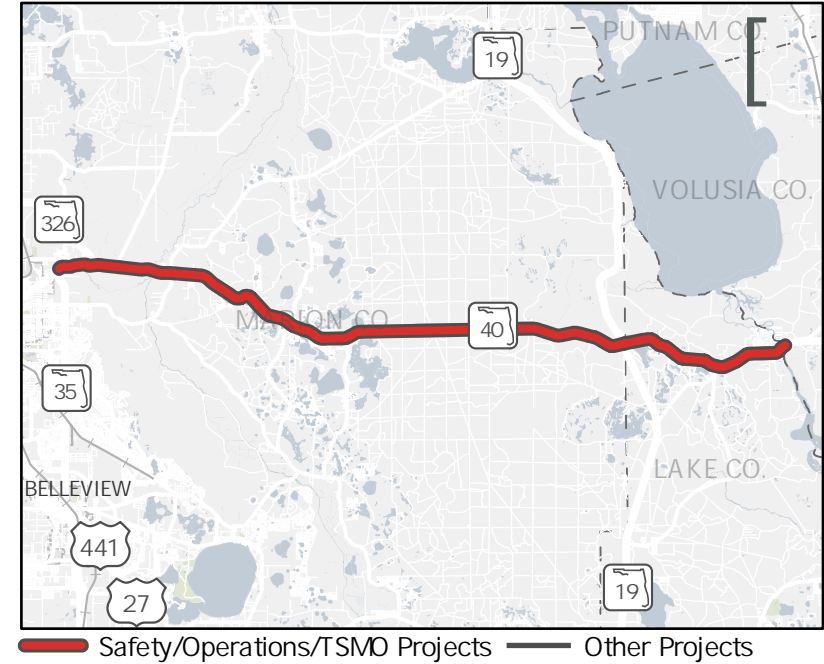 PUTNAM CO.
19
VOLUSIA CO.
326
MARION CO
40
35
LAKE CO.
BELLEVIEW
441
19
27
Safety/Operations/TSMO Projects Other Projects